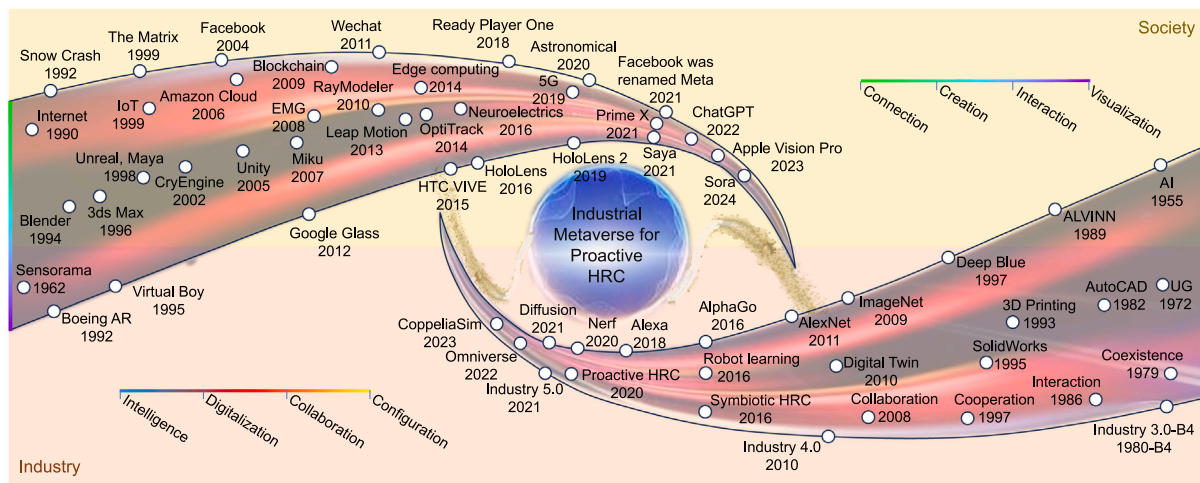 Society
Snow Crash
1992
The Matrix
1999
Facebook
2004
Wechat
2011
Ready Player One
2018
Astronomical
2020
Facebook was
renamed Meta
2021
ChatGPT
2022
Apple Vision Pro
2023
Sora
2024
Internet
1990
IoT
1999
Amazon Cloud
2006
Blockchain
2009
Edge computing
2014
5G
2019
Prime X
2021
Saya
2021
Blender
1994
3ds Max
1996
Unreal, Maya
1998
CryEngine
2002
Unity
2005
Miku
2007
EMG
2008
RayModeler
2010
Leap Motion
2013
OptiTrack
2014
Neuroelectrics
2016
Sensorama
1962
Boeing AR
1992
Virtual Boy
1995
Google Glass
2012
HTC VIVE
2015
HoloLens
2016
HoloLens 2
2019
Connection
Creation
Interaction
Visualization
Industrial
Metaverse for
Proactive
HRC
AI
1955
ALVINN
1989
Deep Blue
1997
ImageNet
2009
AlexNet
2011
AlphaGo
2016
Alexa
2018
Nerf
2020
Diffusion
2021
CoppeliaSim
2023
Omniverse
2022
UG
1972
AutoCAD
1982
3D Printing
1993
SolidWorks
1995
Digital Twin
2010
Robot learning
2016
Proactive HRC
2020
Industry 5.0
2021
Coexistence
1979
Interaction
1986
Cooperation
1997
Collaboration
2008
Symbiotic HRC
2016
Industry 4.0
2010
Industry 3.0-B4
1980-B4
Intelligence
Digitalization
Collaboration
Configuration
Industry